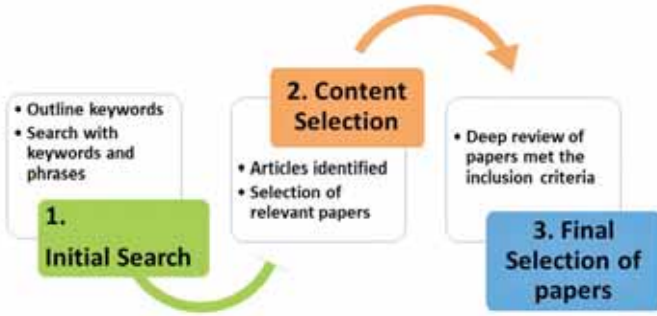 • Outline keywords
• Search with
keywords and
phrases
1.
Initial Search
2. Content
Selection
• Articles identified
• Selection of
relevant papers
• Deep review of
papers met the
inclusion criteria
3. Final
Selection of
papers